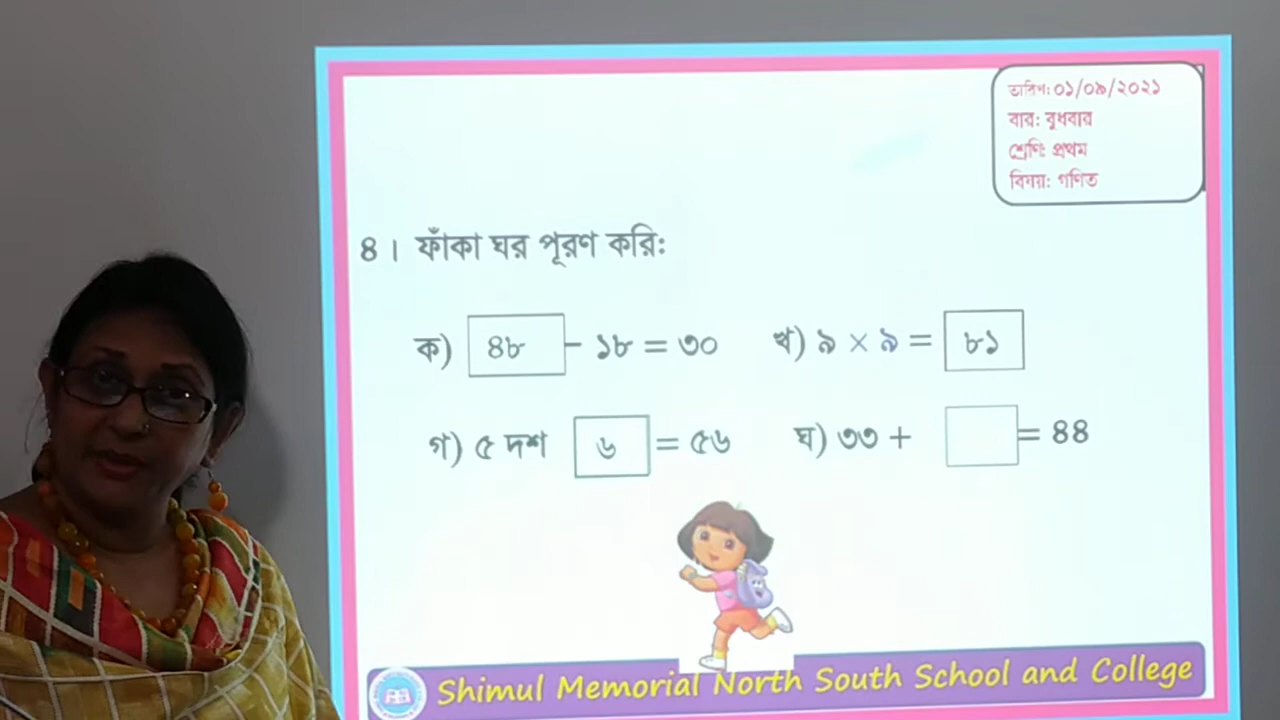 তারিখ: ০১/০৯/২০২১
বার: বুধবার
শ্রেণি: প্রথম
বিষয়: গণিত
৪। ফাঁকা ঘর পূরণ করি:
ক) ৪৮ - ১৮ = ৩০ খ) ৯ × ৯ = ৮১
গ) ৫ দশ ৬ = ৫৬ ঘ) ৩৩ + = ৪৪
Shimul Memorial North South School and College